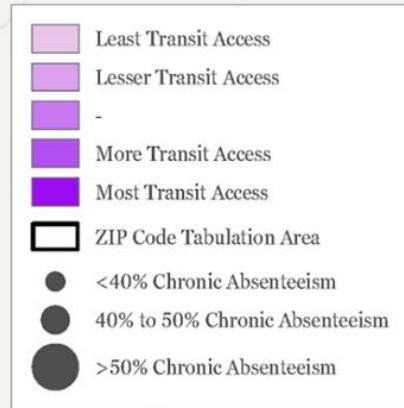 Least Transit Access
Lesser Transit Access
-
More Transit Access
Most Transit Access
ZIP Code Tabulation Area
<40% Chronic Absenteeism
40% to 50% Chronic Absenteeism
>50% Chronic Absenteeism